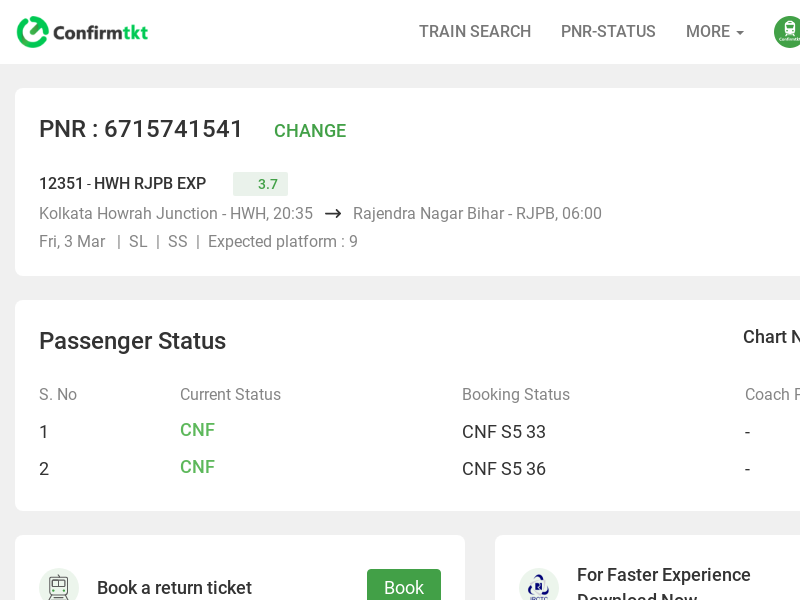 Confirmtkt TRAIN SEARCH PNR-STATUS MORE
PNR : 6715741541 CHANGE
12351 - HWH RJPB EXP 3.7
Kolkata Howrah Junction - HWH, 20:35 → Rajendra Nagar Bihar - RJPB, 06:00
Fri, 3 Mar | SL | SS | Expected platform : 9
Passenger Status Chart N
S. No Current Status Booking Status Coach
1 CNF CNF S5 33 -
2 CNF CNF S5 36 -
Book a return ticket Book
For Faster Experience
Download Now